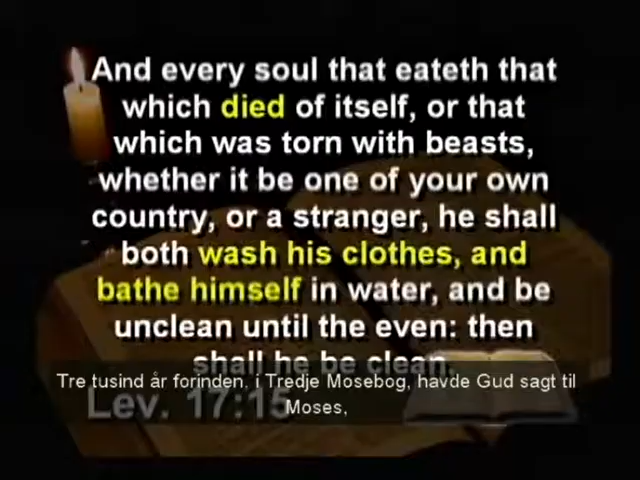 And every soul that eateth that
which died of itself, or that
which was torn with beasts,
whether it be one of your own
country, or a stranger, he shall
both wash his clothes, and
bathe himself in water, and be
unclean until the even: then
shall he be clean.
Tre tusind år forinden. i Tredje Mosebog, havde Gud sagt til
Moses,
Lev. 17:15